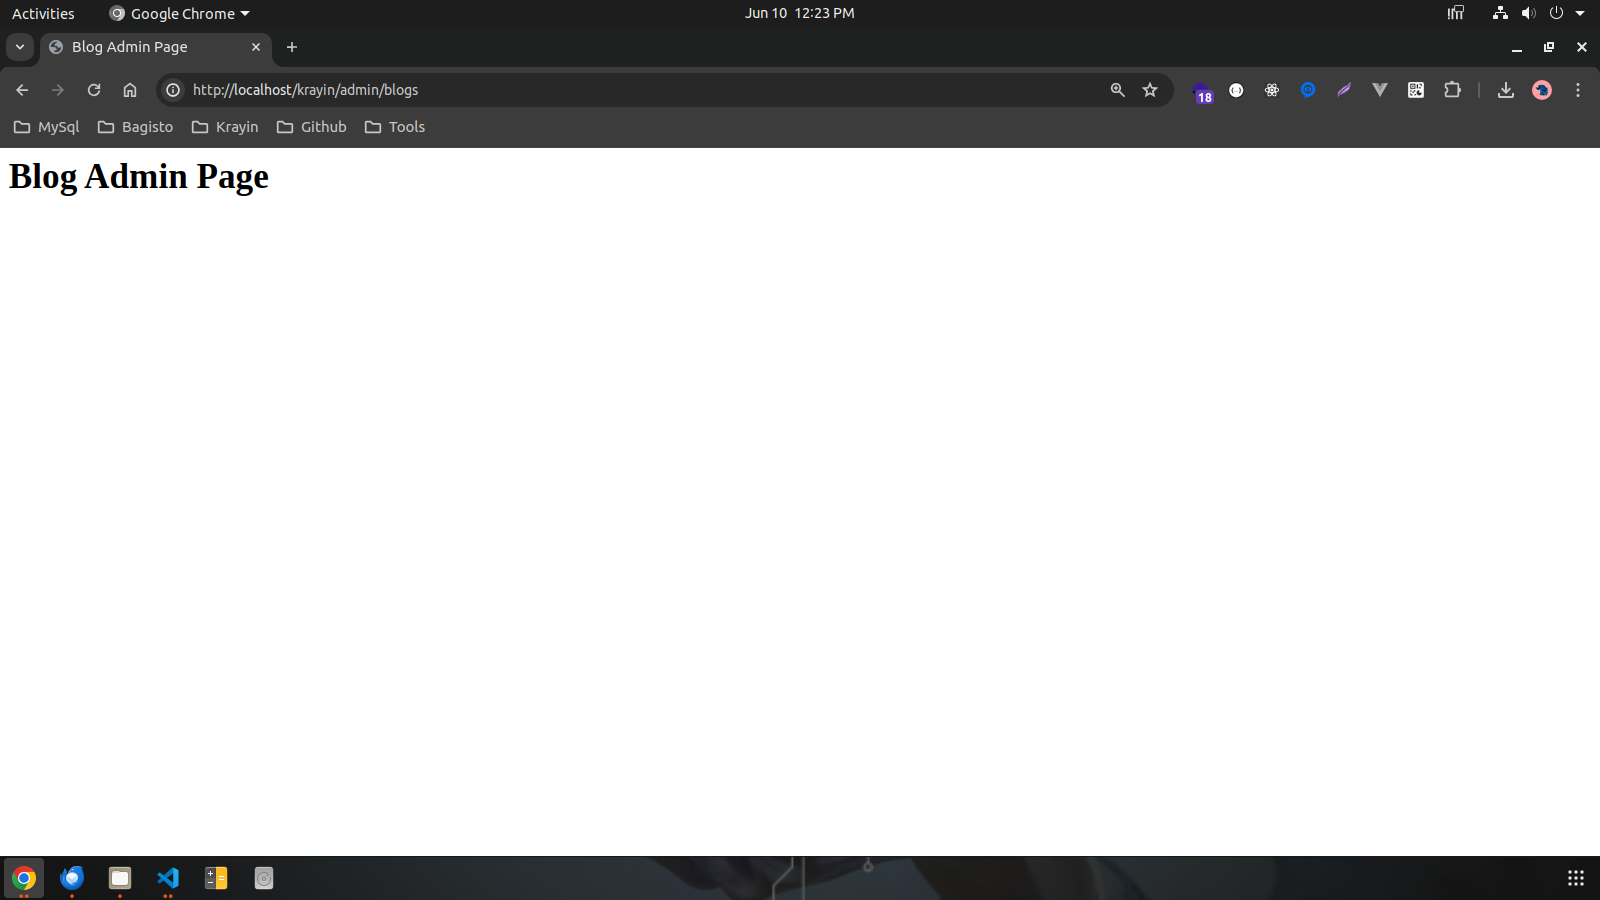 Activities
Google Chrome
Jun 10 12:23 PM
Blog Admin Page
http://localhost/krayin/admin/blogs
18
MySql
Bagisto
Krayin
Github
Tools
Blog Admin Page